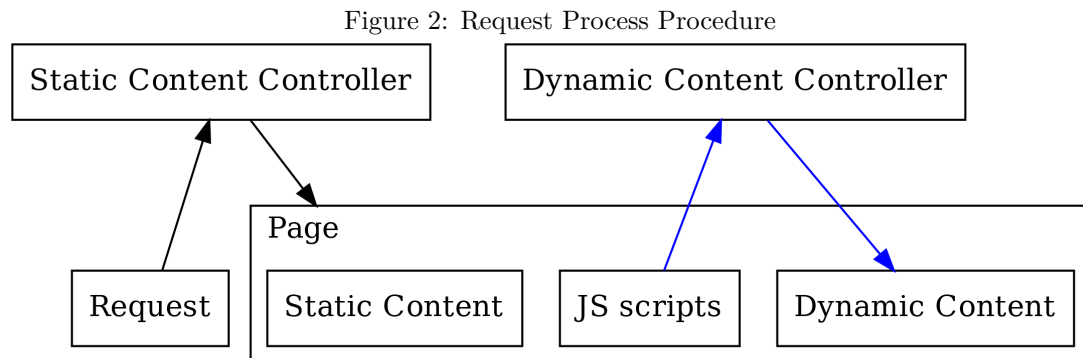 Figure 2: Request Process Procedure
Static Content Controller
Dynamic Content Controller
Page
Request
Static Content
JS scripts
Dynamic Content